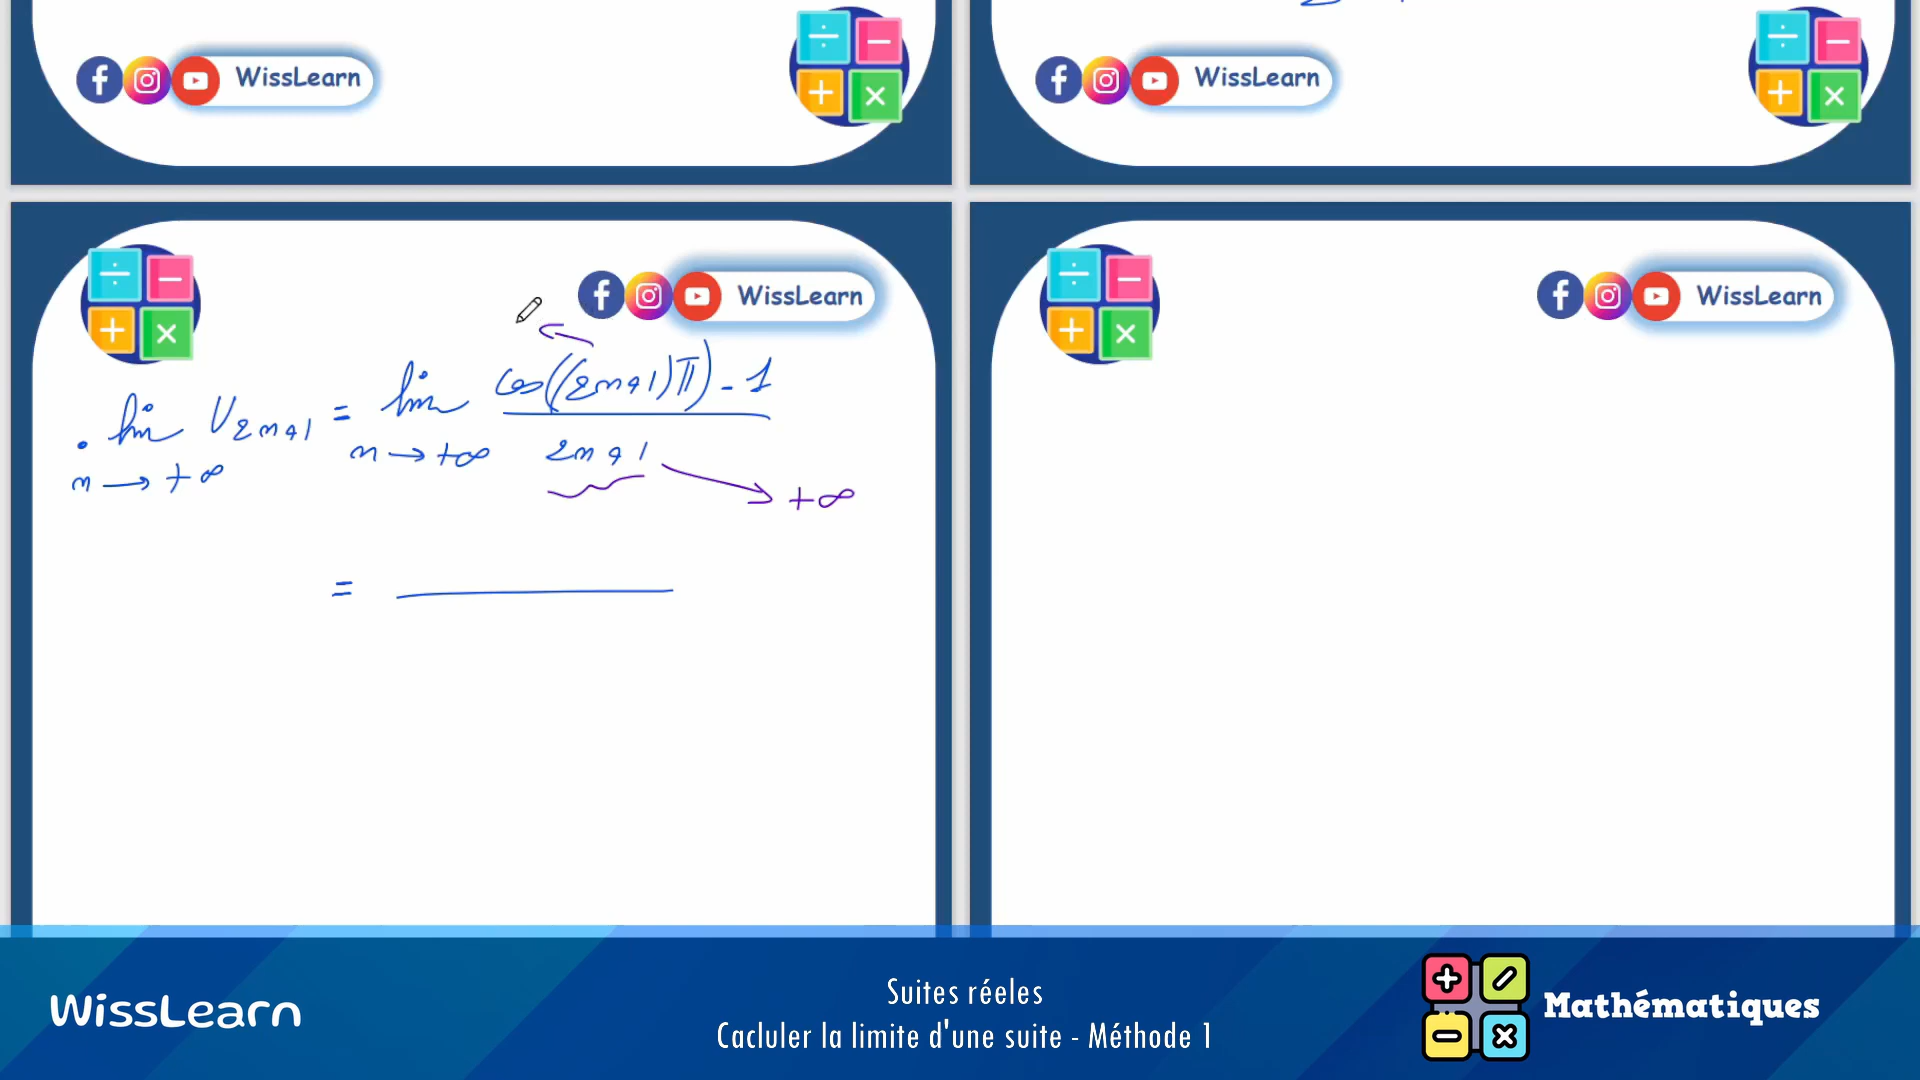 WissLearn
WissLearn
WissLearn
WissLearn
. lim V2n+1 = lim cos((2n+1)π) - 1
n → +∞ n → +∞ 2n+1 → +∞
=
WissLearn
Suites réeles
Cacluler la limite d'une suite - Méthode 1
Mathématiques